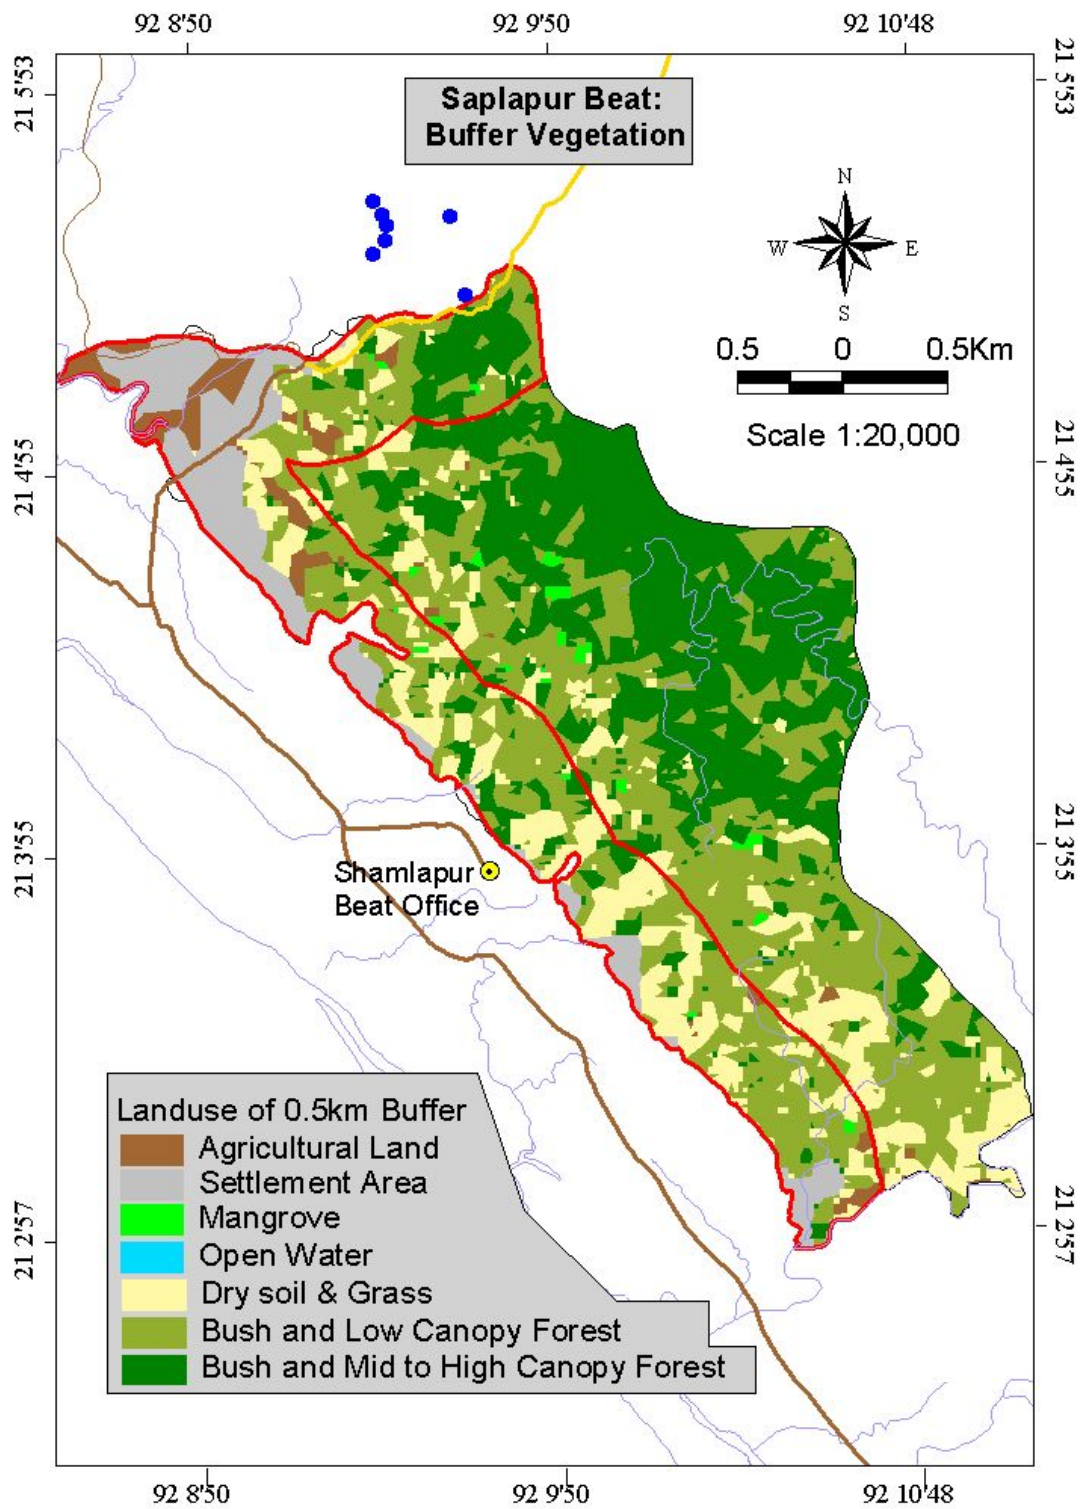 92 8'50
92 9'50
92 10'48
21 5'53
21 5'53
Saplapur Beat:
Buffer Vegetation
N
W
E
S
0.5 0 0.5Km
Scale 1:20,000
21 4'55
21 4'55
21 3'55
21 3'55
Shamlapur
Beat Office
Landuse of 0.5km Buffer
Agricultural Land
Settlement Area
Mangrove
Open Water
Dry soil & Grass
Bush and Low Canopy Forest
Bush and Mid to High Canopy Forest
21 2'57
21 2'57
92 8'50
92 9'50
92 10'48